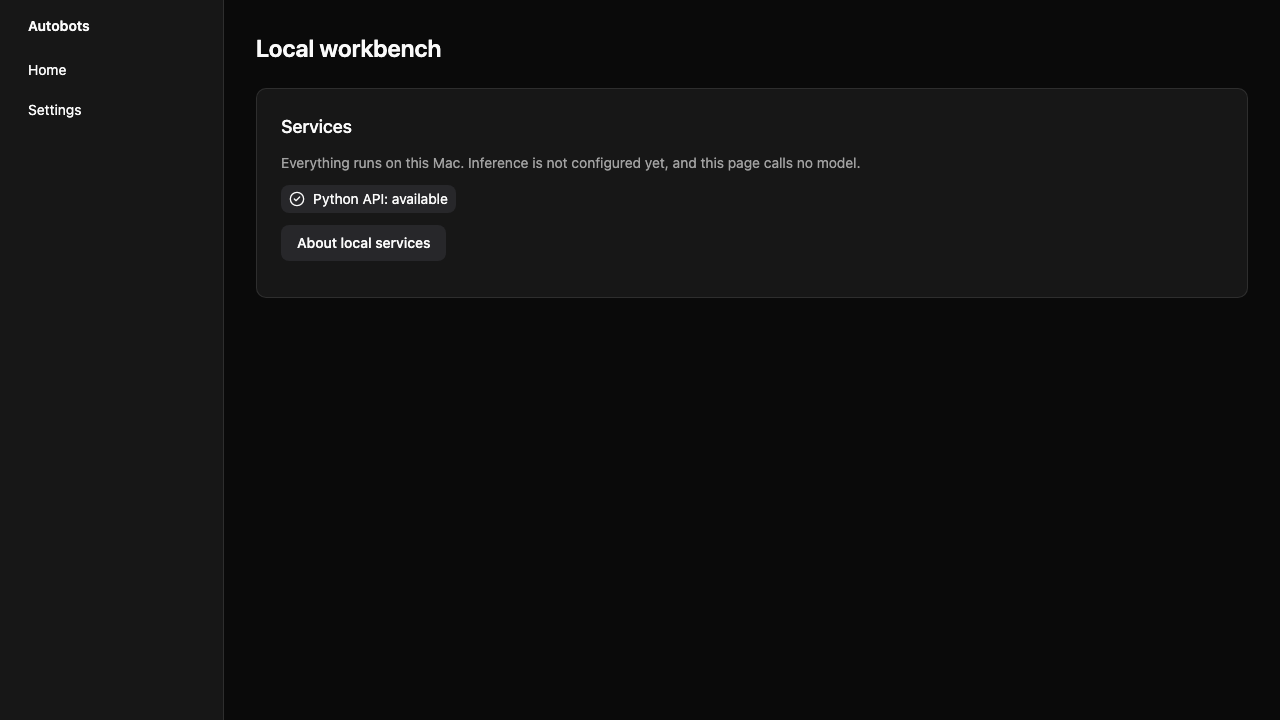 Autobots
Home
Settings
Local workbench
Services
Everything runs on this Mac. Inference is not configured yet, and this page calls no model.
Python API: available
About local services